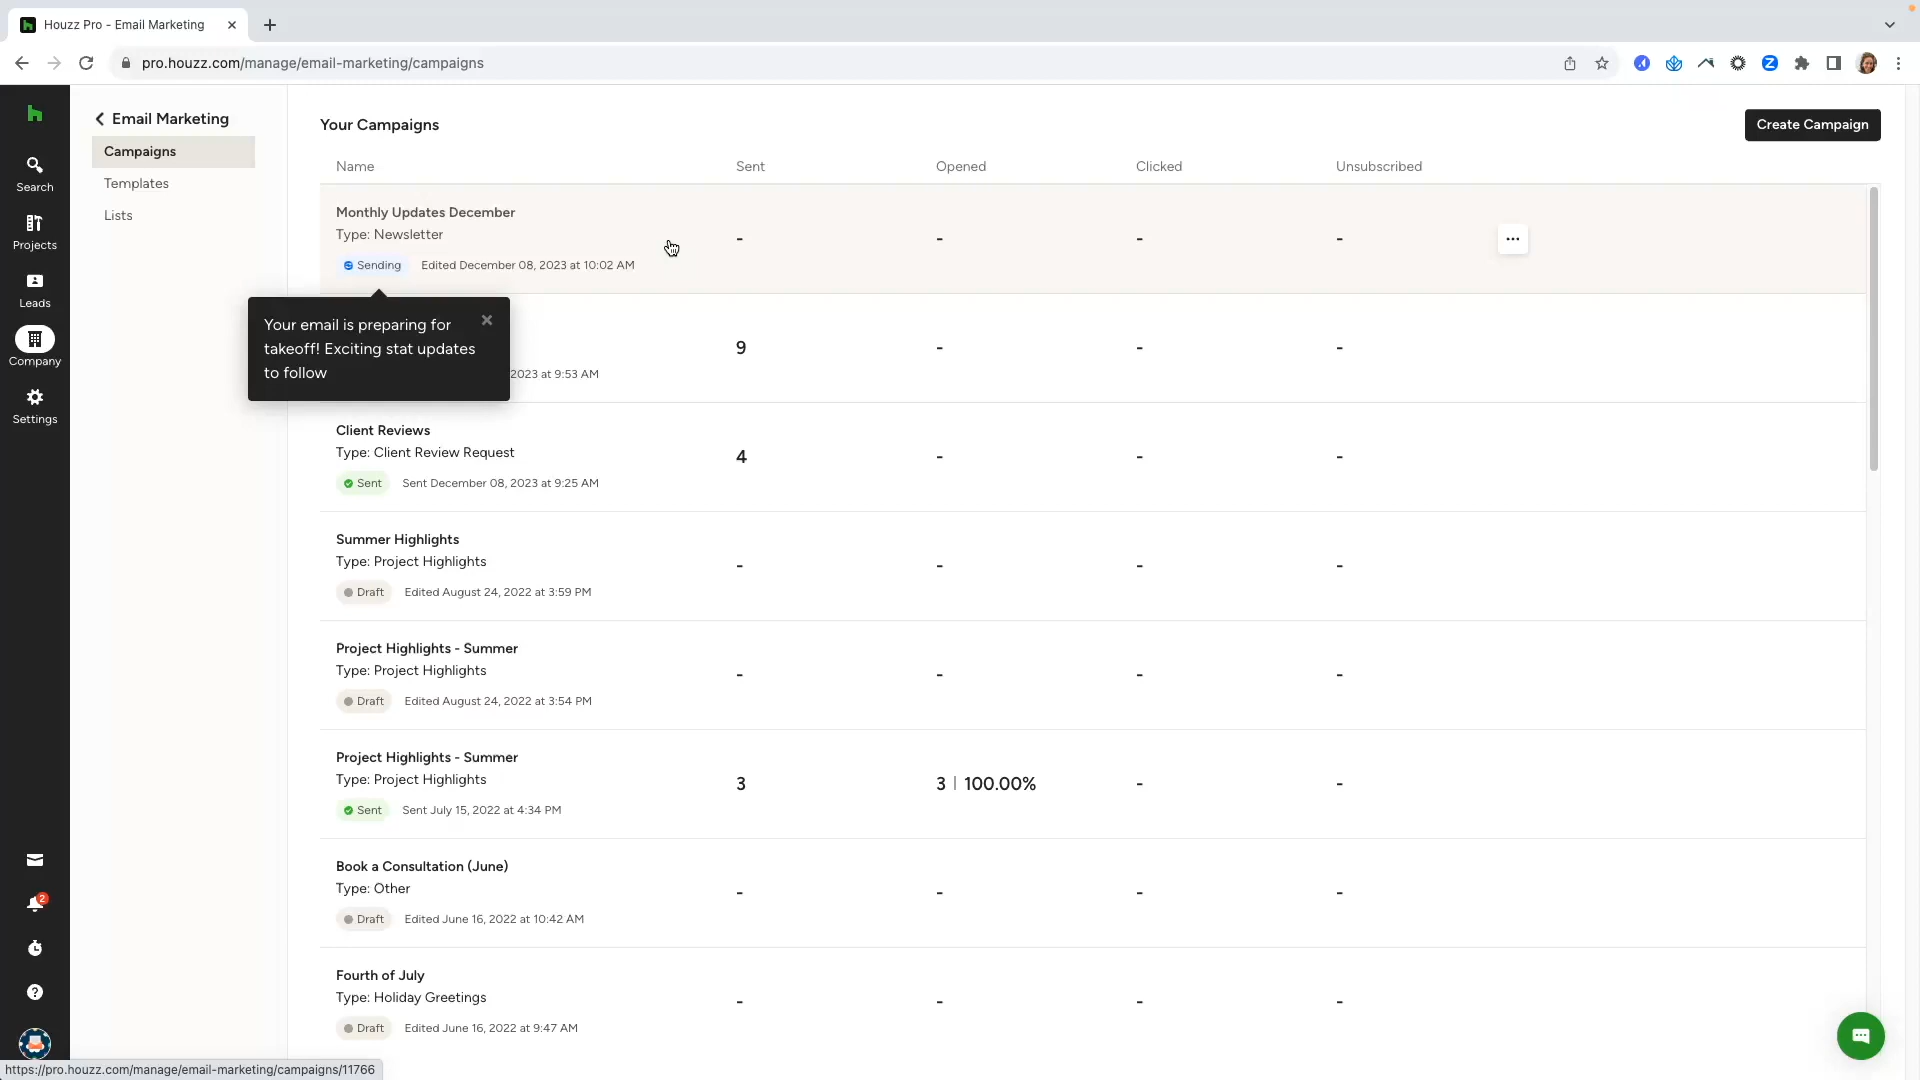 Houzz Pro - Email Marketing
pro.houzz.com/manage/email-marketing/campaigns
Search
Projects
Leads
Company
Settings
2
Email Marketing
Campaigns
Templates
Lists
Your Campaigns
Create Campaign
Name Sent Opened Clicked Unsubscribed
Monthly Updates December
Type: Newsletter
- - - -
Sending Edited December 08, 2023 at 10:02 AM
Your email is preparing for
takeoff! Exciting stat updates
to follow
9 - - -
2023 at 9:53 AM
Client Reviews
Type: Client Review Request
4 - - -
Sent Sent December 08, 2023 at 9:25 AM
Summer Highlights
Type: Project Highlights
- - - -
Draft Edited August 24, 2022 at 3:59 PM
Project Highlights - Summer
Type: Project Highlights
- - - -
Draft Edited August 24, 2022 at 3:54 PM
Project Highlights - Summer
Type: Project Highlights
3 3 | 100.00% - -
Sent Sent July 15, 2022 at 4:34 PM
Book a Consultation (June)
Type: Other
- - - -
Draft Edited June 16, 2022 at 10:42 AM
Fourth of July
Type: Holiday Greetings
- - - -
Draft Edited June 16, 2022 at 9:47 AM
https://pro.houzz.com/manage/email-marketing/campaigns/11766